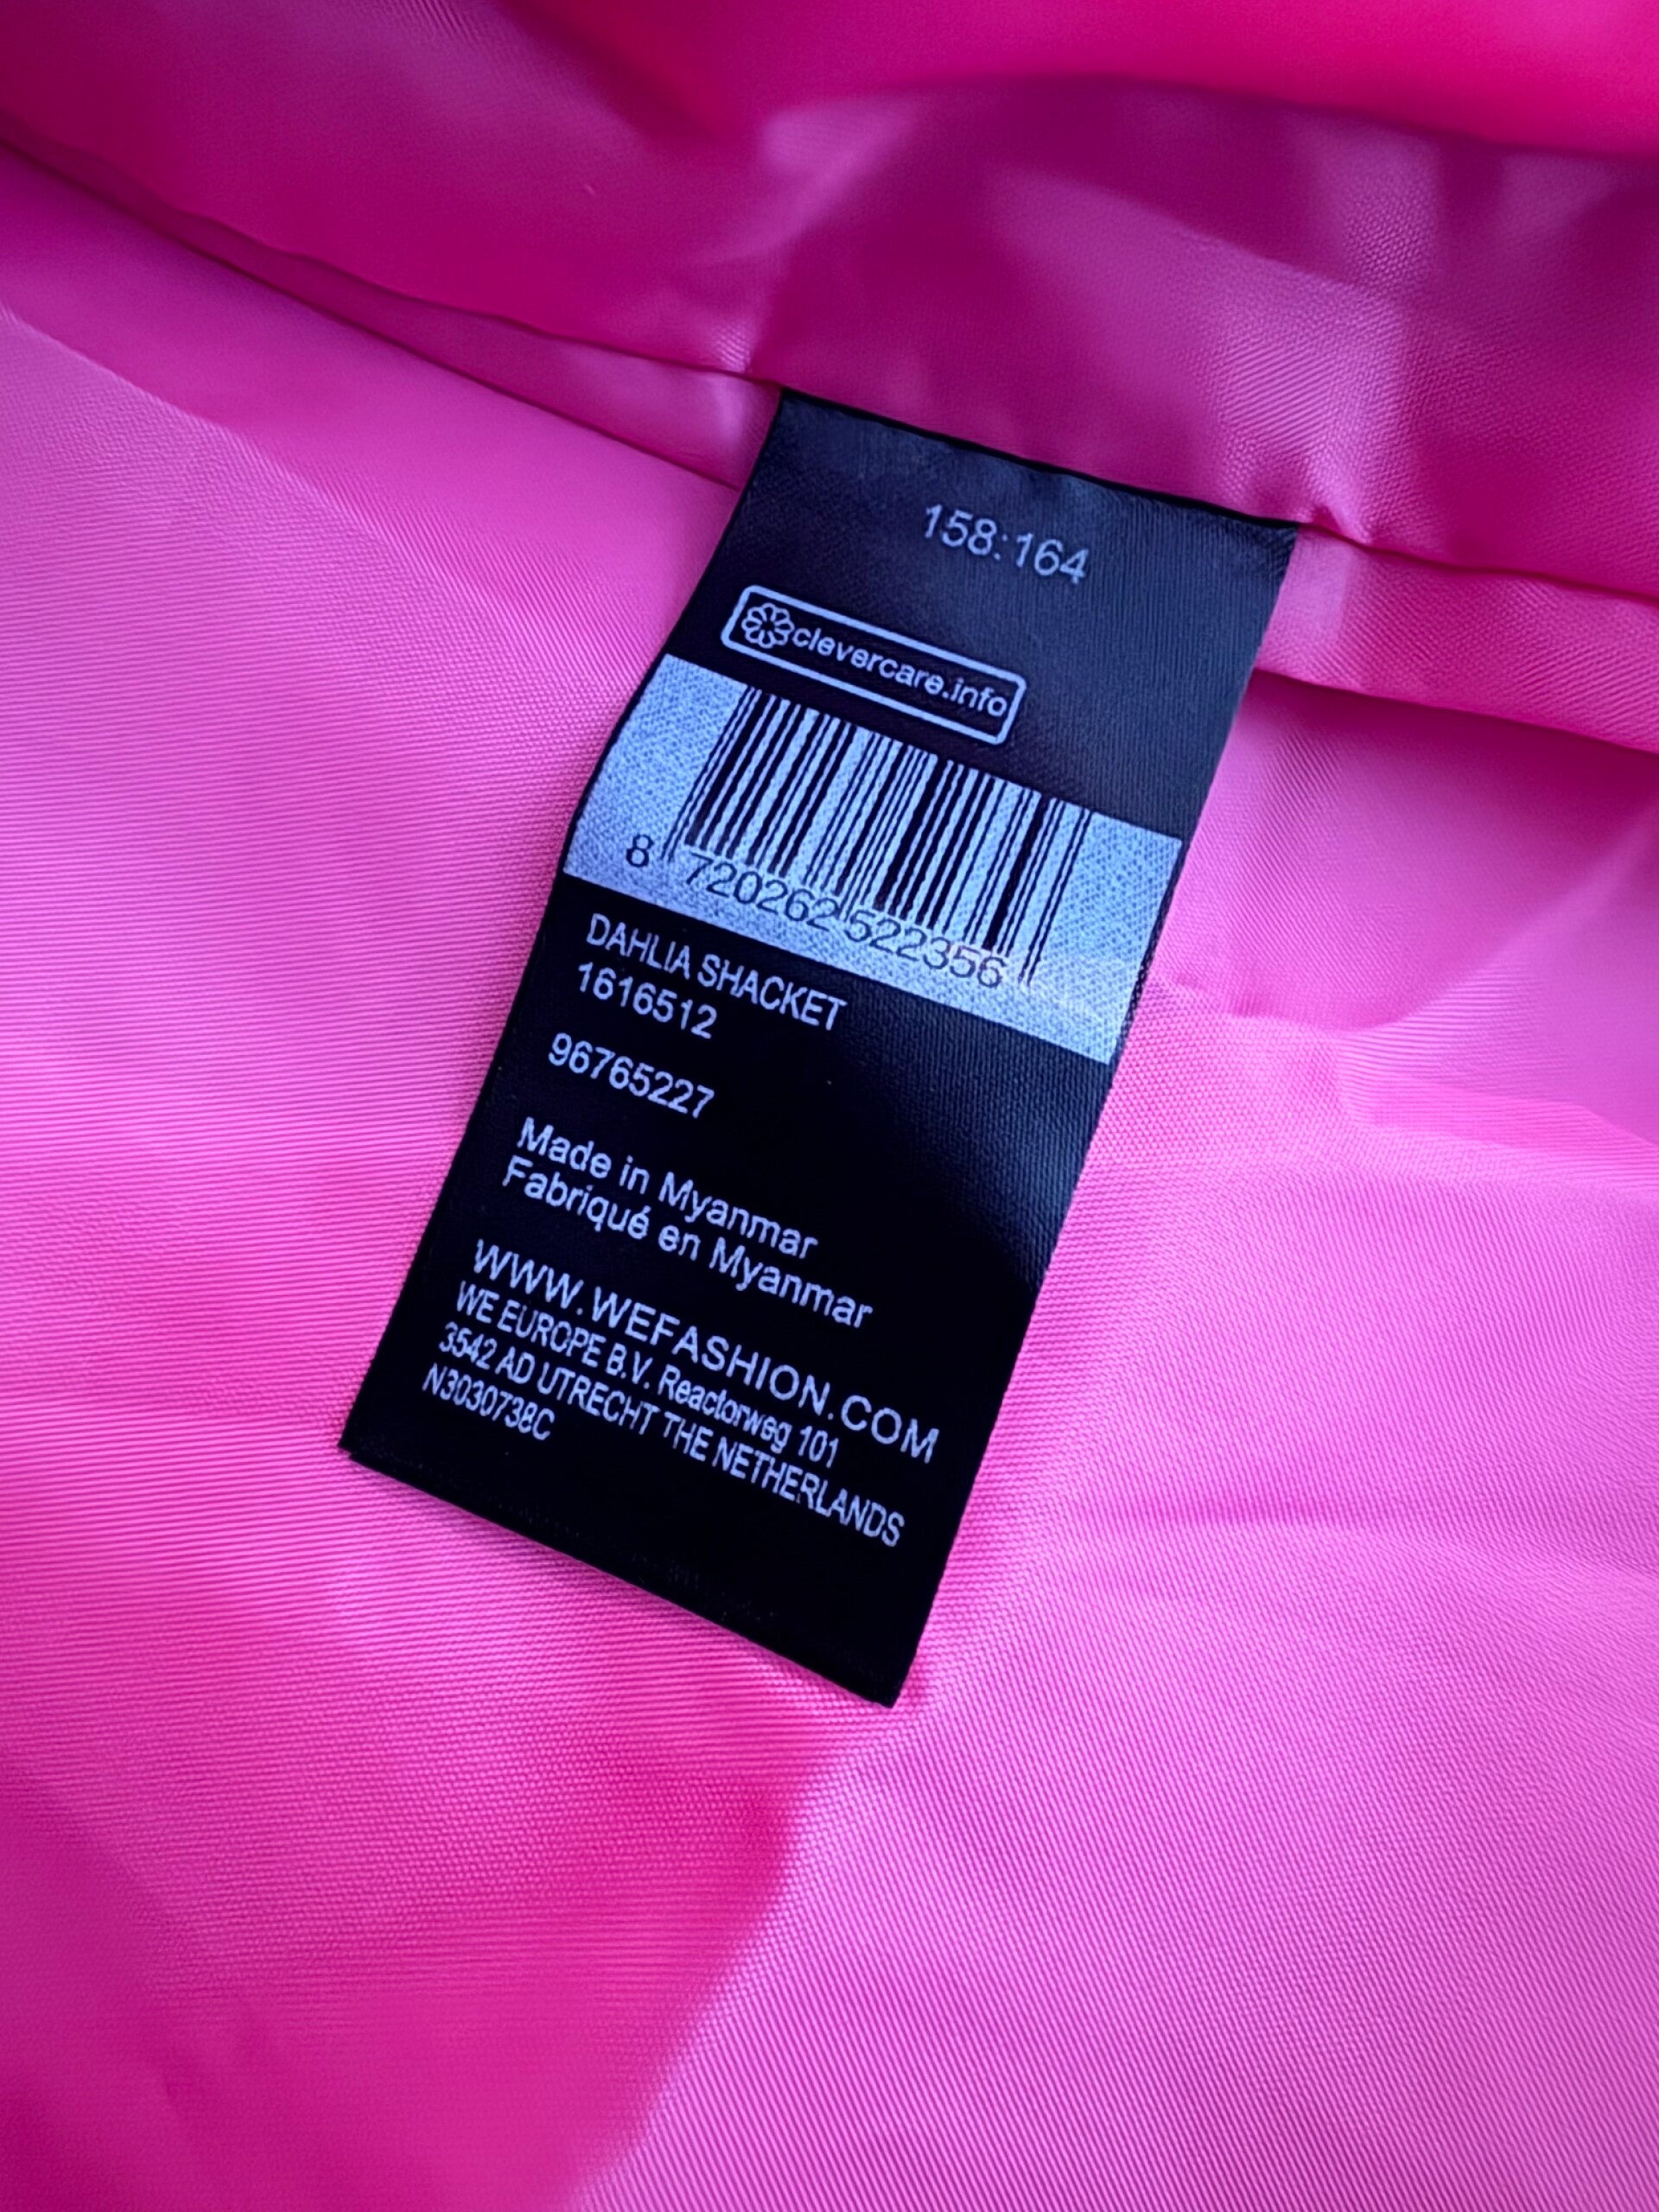 158:164
clevercare.info
8 720262 522356
DAHLIA SHACKET
1616512
96765227
Made in Myanmar
Fabriqué en Myanmar
WWW.WEFASHION.COM
WE EUROPE B.V. Reactorweg 101
3542 AD UTRECHT THE NETHERLANDS
N3030738C